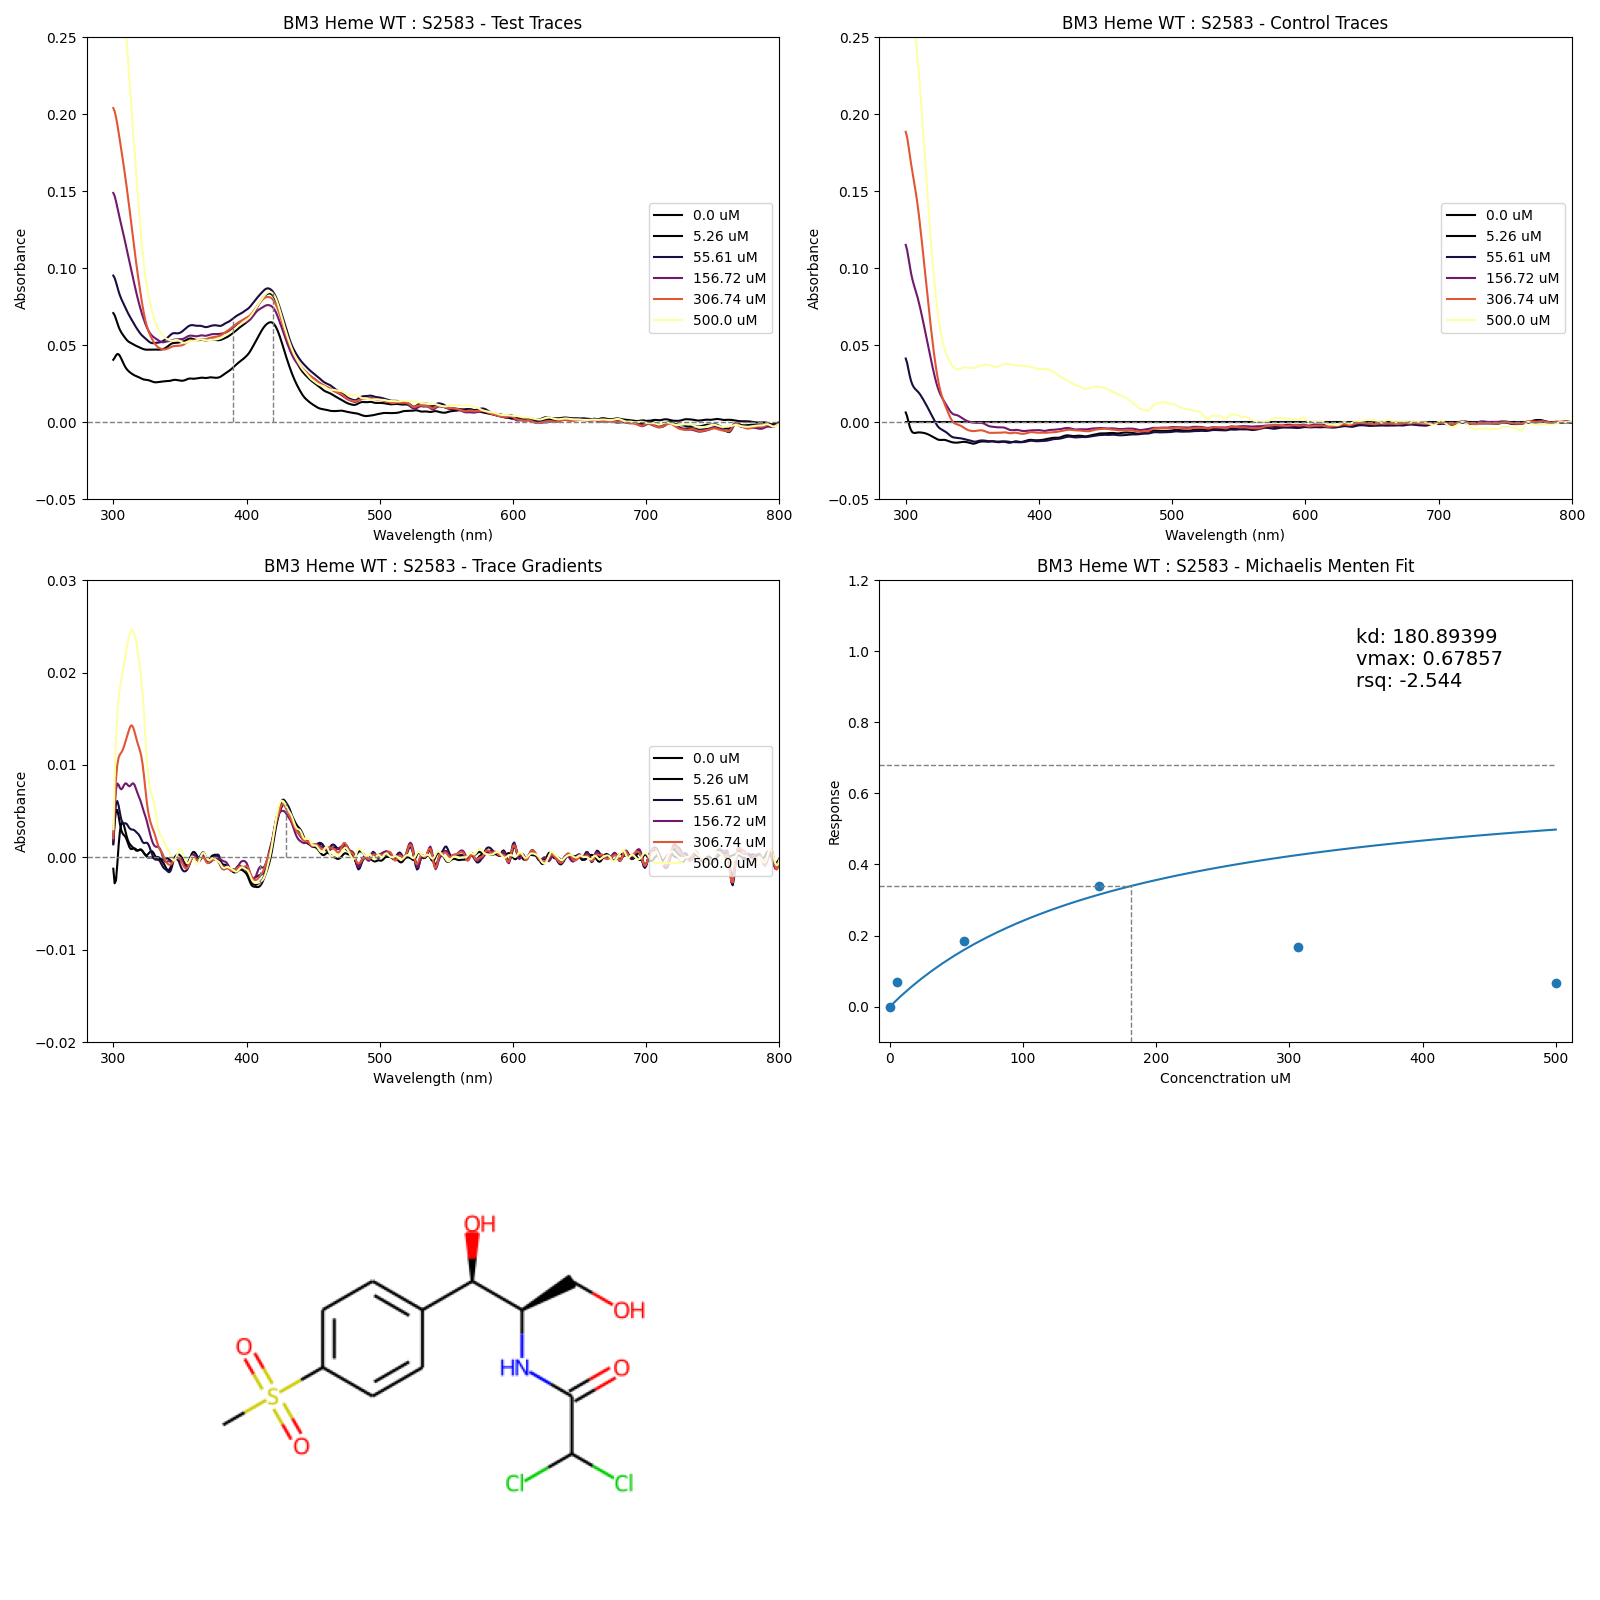 BM3 Heme WT : S2583 - Test Traces
0.25
0.20
0.15
0.10
0.05
0.00
−0.05
Absorbance
300 400 500 600 700 800
Wavelength (nm)
0.0 uM
5.26 uM
55.61 uM
156.72 uM
306.74 uM
500.0 uM
BM3 Heme WT : S2583 - Control Traces
0.25
0.20
0.15
0.10
0.05
0.00
−0.05
Absorbance
300 400 500 600 700 800
Wavelength (nm)
0.0 uM
5.26 uM
55.61 uM
156.72 uM
306.74 uM
500.0 uM
BM3 Heme WT : S2583 - Trace Gradients
0.03
0.02
0.01
0.00
−0.01
−0.02
Absorbance
300 400 500 600 700 800
Wavelength (nm)
0.0 uM
5.26 uM
55.61 uM
156.72 uM
306.74 uM
500.0 uM
BM3 Heme WT : S2583 - Michaelis Menten Fit
1.2
1.0
0.8
0.6
0.4
0.2
0.0
Response
0 100 200 300 400 500
Concenctration uM
kd: 180.89399
vmax: 0.67857
rsq: -2.544
OH
OH
O
HN
O
S
O
Cl
Cl